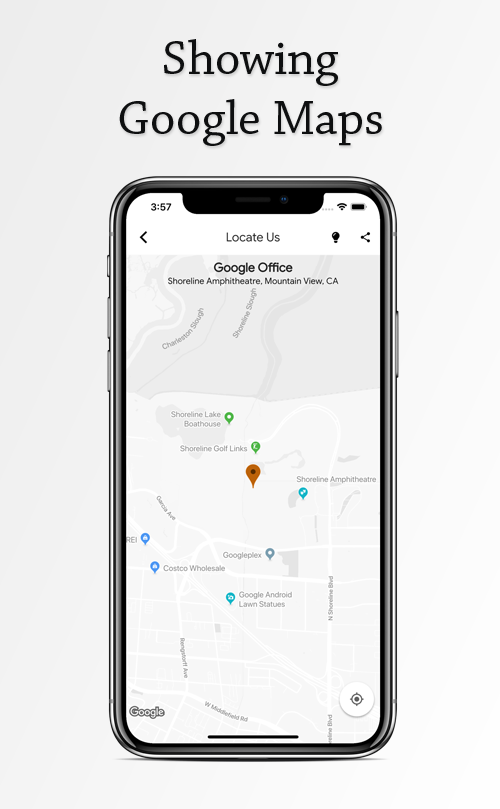 Showing
Google Maps
3:57
Locate Us
Google Office
Shoreline Amphitheatre, Mountain View, CA
Charleston Slough
Shoreline Slough
Shoreline Lake
Boathouse
Shoreline Golf Links
Shoreline Amphitheatre
Garcia Ave
REI
Googleplex
Costco Wholesale
Google Android
Lawn Statues
N Shoreline Blvd
Rengstorff Ave
W Middlefield Rd
Google
Shoreline Blvd